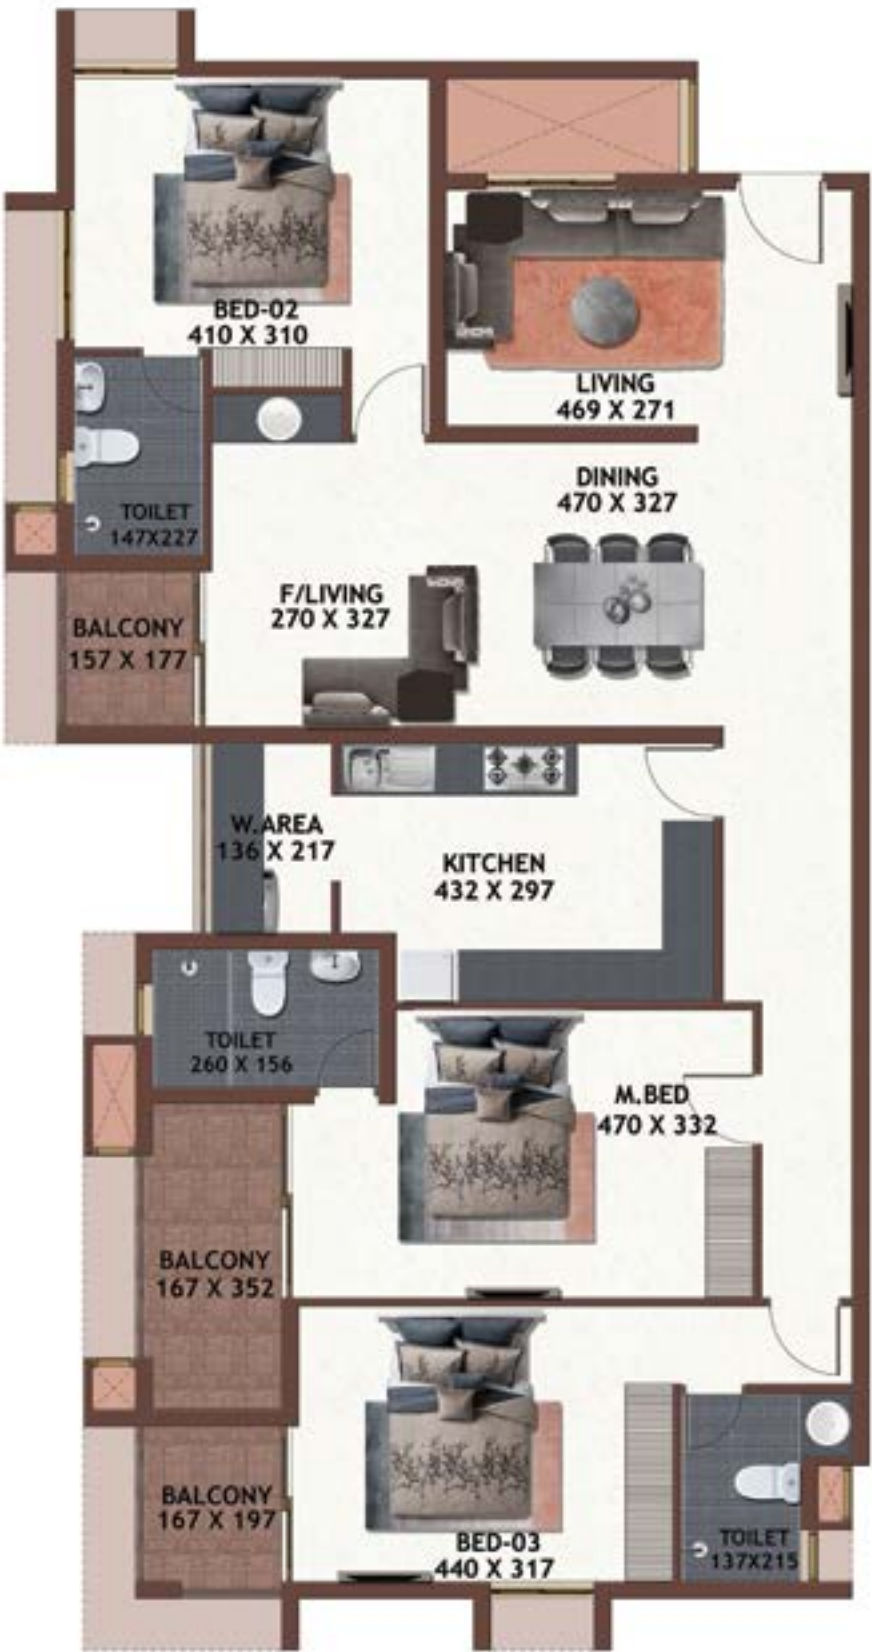 BED-02
410 X 310
LIVING
469 X 271
DINING
470 X 327
TOILET
147X227
F/LIVING
270 X 327
BALCONY
157 X 177
W.AREA
136 X 217
KITCHEN
432 X 297
TOILET
260 X 156
M.BED
470 X 332
BALCONY
167 X 352
BALCONY
167 X 197
BED-03
440 X 317
TOILET
137X215